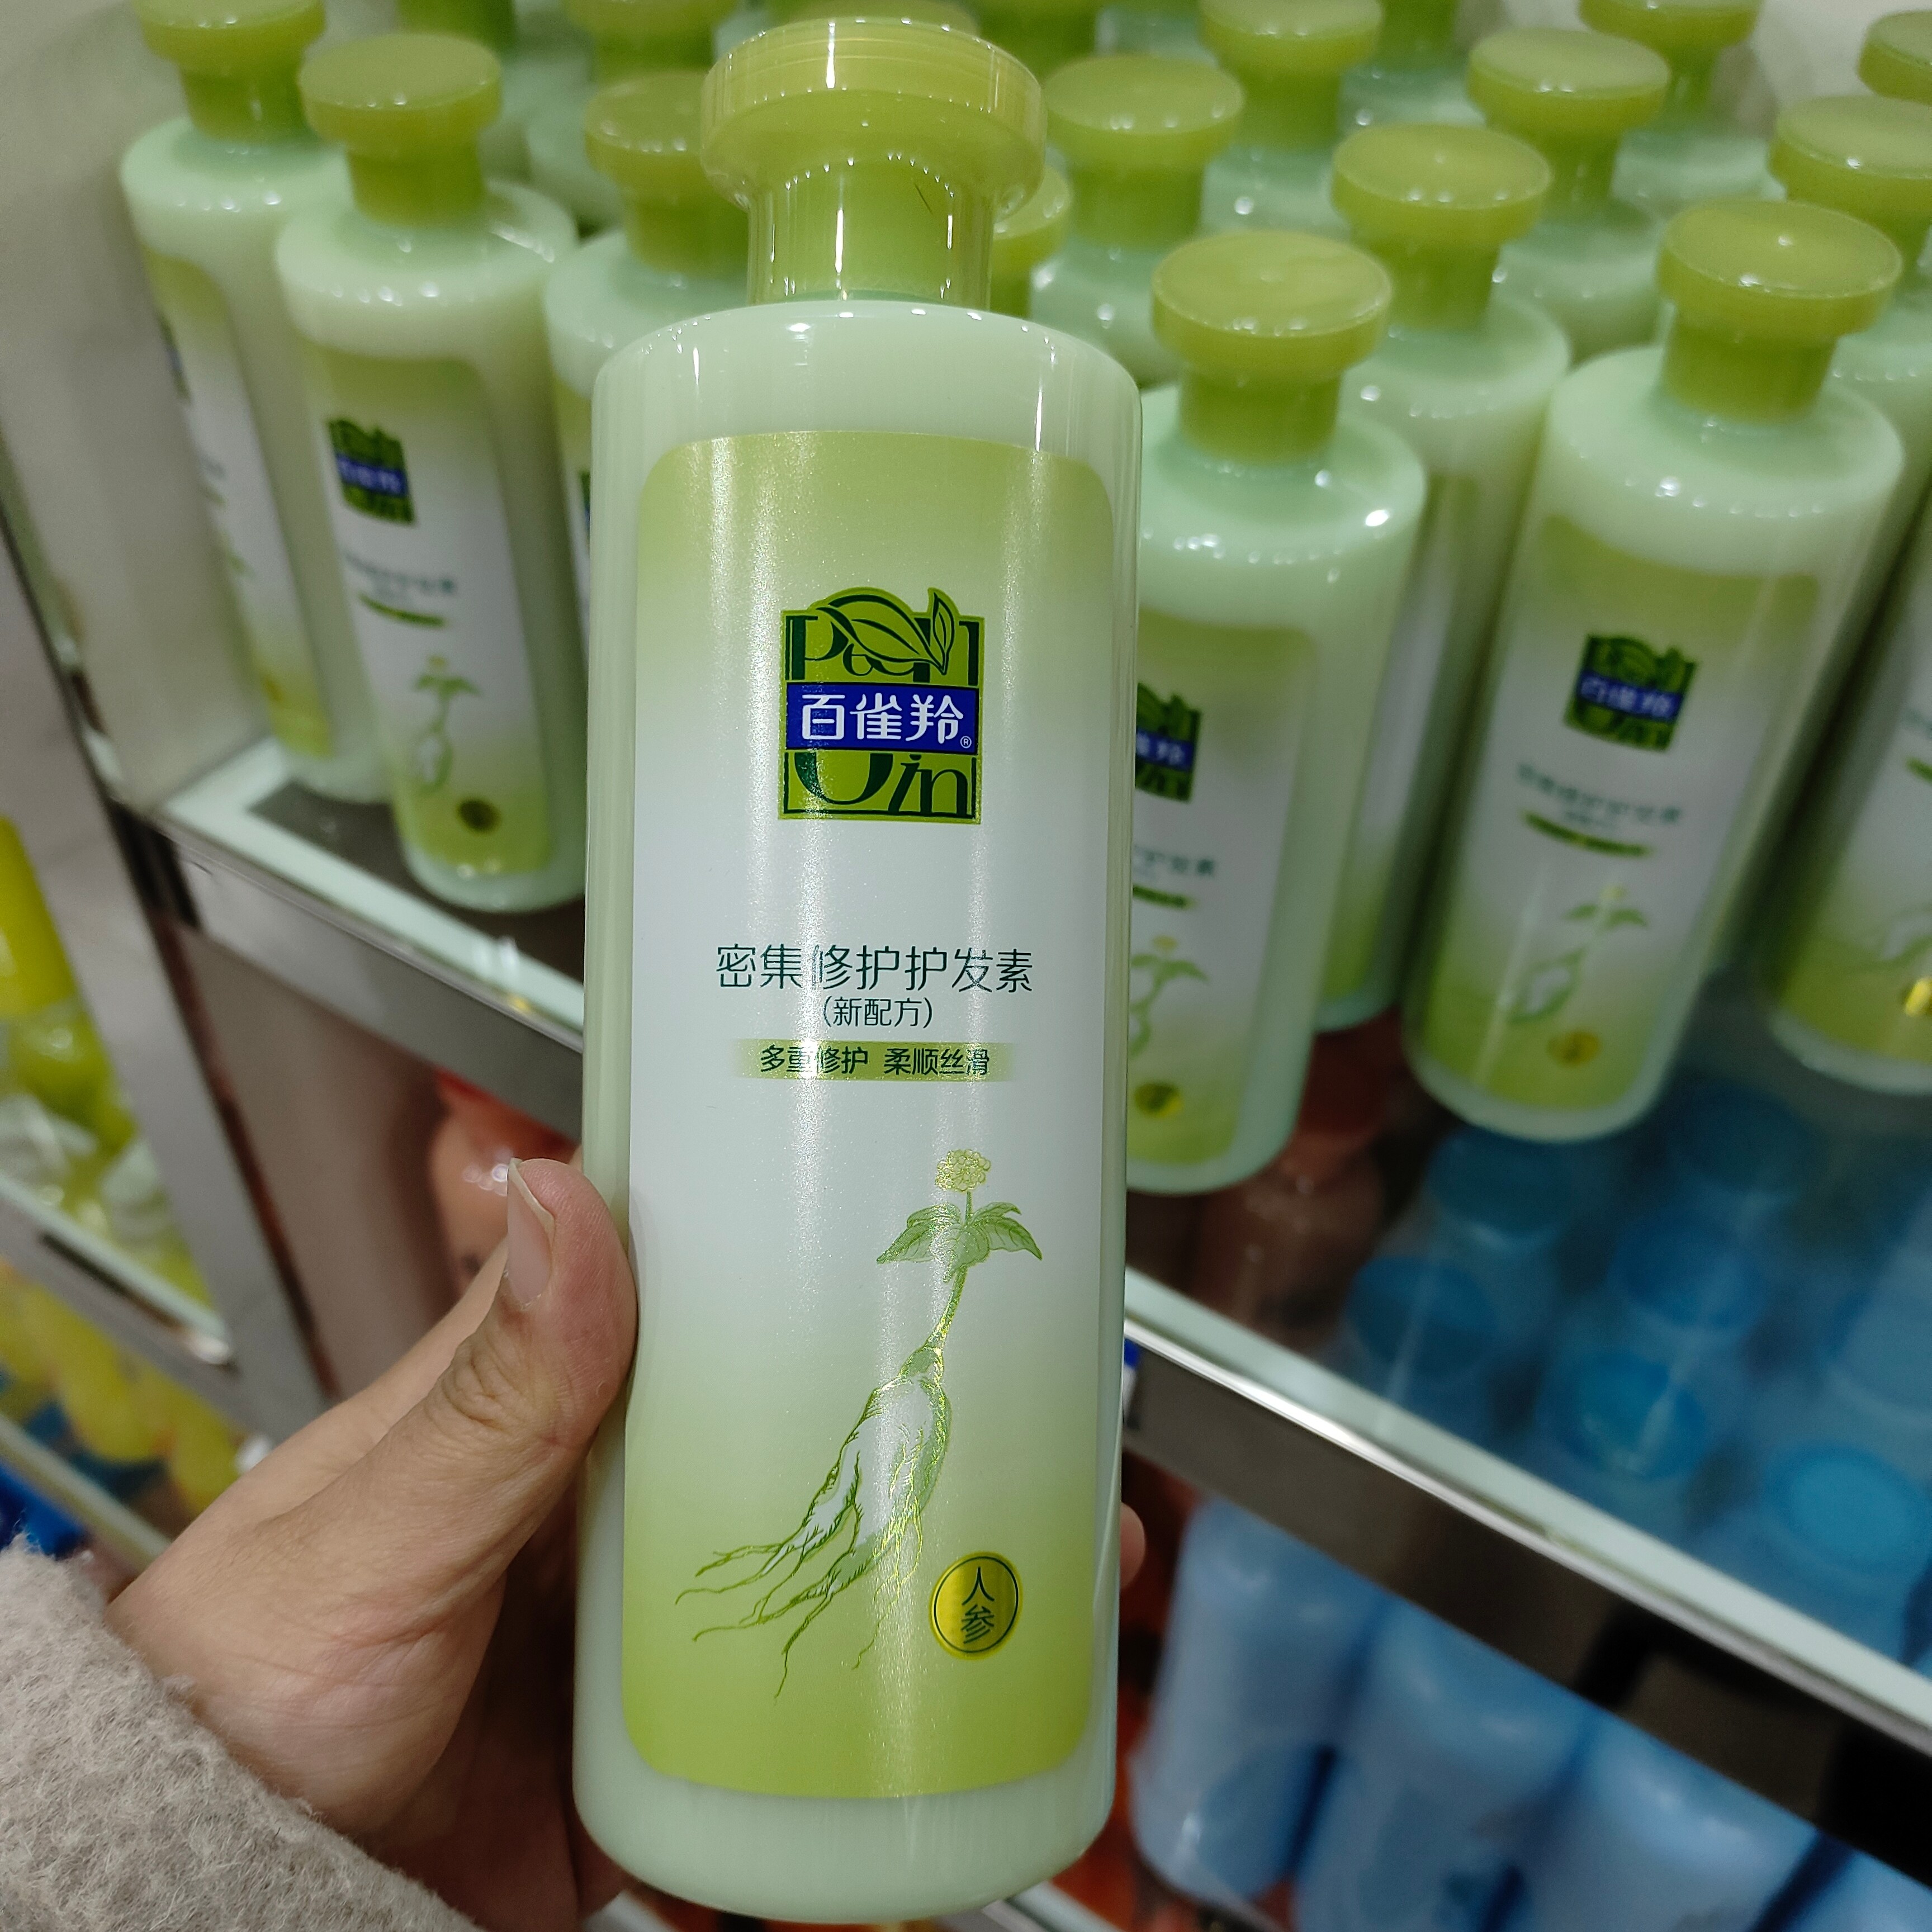 Pechoin
百雀羚®
密集修护护发素
(新配方)
多重修护 柔顺丝滑
人参